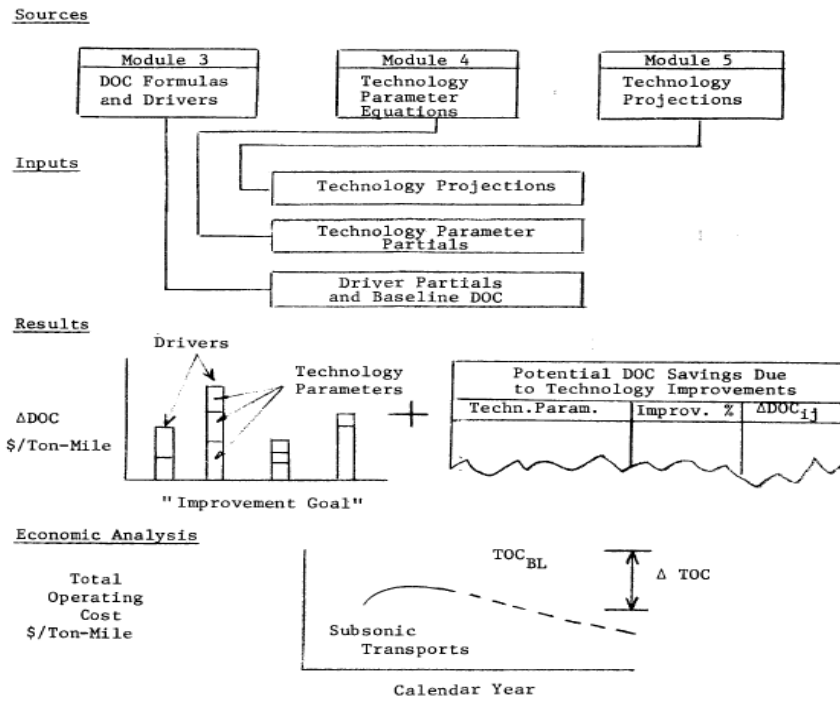 Sources
Module 3
DOC Formulas
and Drivers
Module 4
Technology
Parameter
Equations
Module 5
Technology
Projections
Inputs
Technology Projections
Technology Parameter
Partials
Driver Partials
and Baseline DOC
Results
Drivers
Technology
Parameters
ΔDOC
$/Ton-Mile
"Improvement Goal"
+
Potential DOC Savings Due
to Technology Improvements
Techn.Param. Improv. % ΔDOCij
Economic Analysis
Total
Operating
Cost
$/Ton-Mile
TOCBL
Δ TOC
Subsonic
Transports
Calendar Year